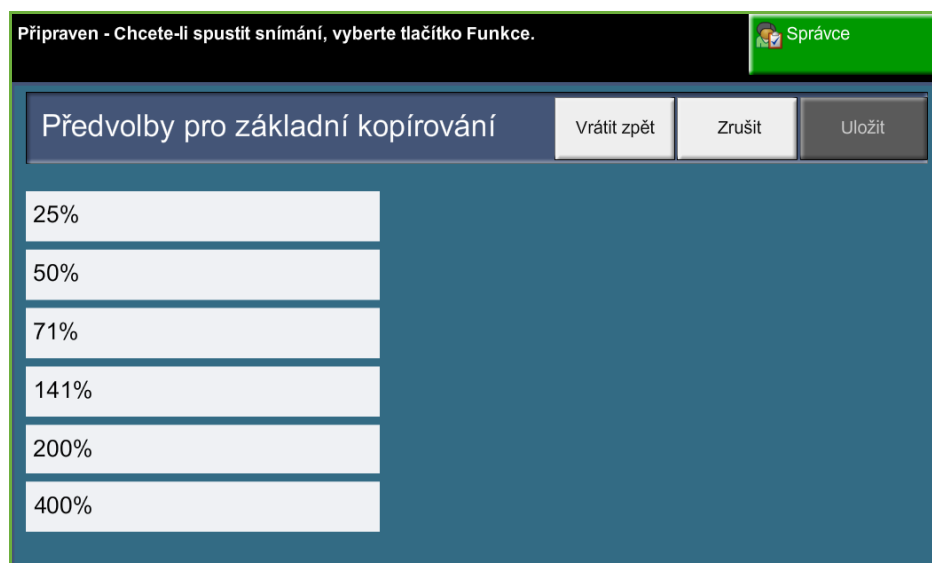 Připraven - Chcete-li spustit snímání, vyberte tlačítko Funkce.
Správce
Předvolby pro základní kopírování
Vrátit zpět
Zrušit
Uložit
25%
50%
71%
141%
200%
400%